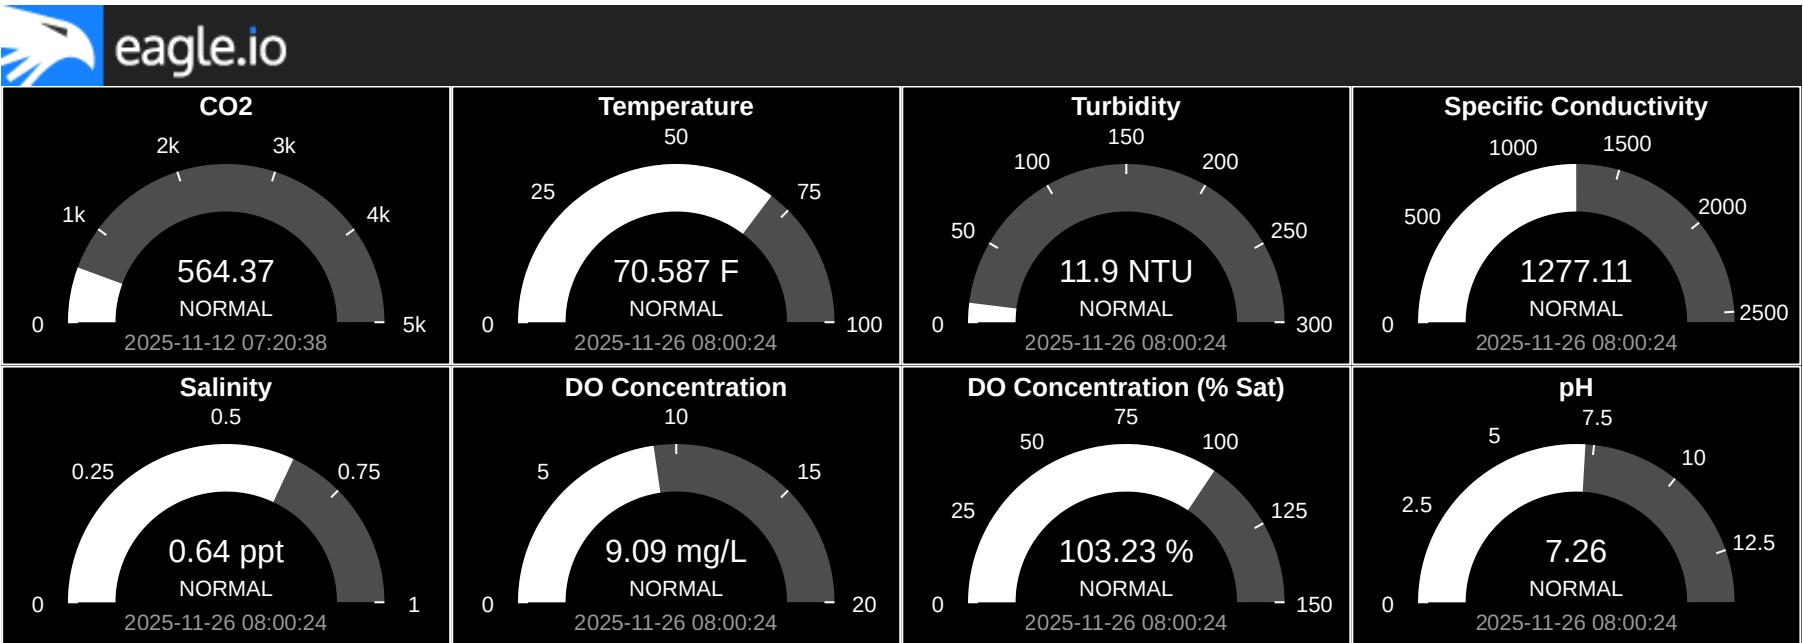 eagle.io
CO2
0
1k
2k
3k
4k
5k
564.37
NORMAL
2025-11-12 07:20:38
Temperature
0
25
50
75
100
70.587 F
NORMAL
2025-11-26 08:00:24
Turbidity
0
50
100
150
200
250
300
11.9 NTU
NORMAL
2025-11-26 08:00:24
Specific Conductivity
0
500
1000
1500
2000
2500
1277.11
NORMAL
2025-11-26 08:00:24
Salinity
0
0.25
0.5
0.75
1
0.64 ppt
NORMAL
2025-11-26 08:00:24
DO Concentration
0
5
10
15
20
9.09 mg/L
NORMAL
2025-11-26 08:00:24
DO Concentration (% Sat)
0
25
50
75
100
125
150
103.23 %
NORMAL
2025-11-26 08:00:24
pH
0
2.5
5
7.5
10
12.5
7.26
NORMAL
2025-11-26 08:00:24